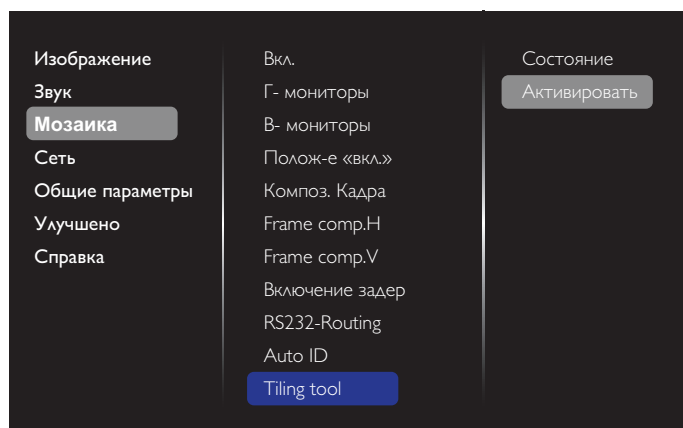 Изображение
Звук
Мозаика
Сеть
Общие параметры
Улучшено
Справка
Вкл.
Г- мониторы
В- мониторы
Полож-е «вкл.»
Композ. Кадра
Frame comp.H
Frame comp.V
Включение задер
RS232-Routing
Auto ID
Tiling tool
Состояние
Активировать